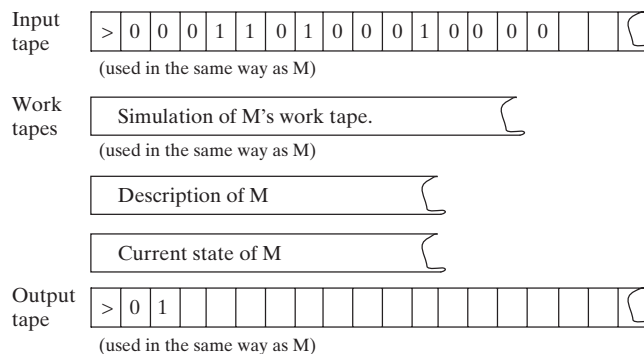 Input
tape
> 0 0 0 1 1 0 1 0 0 0 1 0 0 0 0
(used in the same way as M)
Work
tapes
Simulation of M's work tape.
(used in the same way as M)
Description of M
Current state of M
Output
tape
> 0 1
(used in the same way as M)